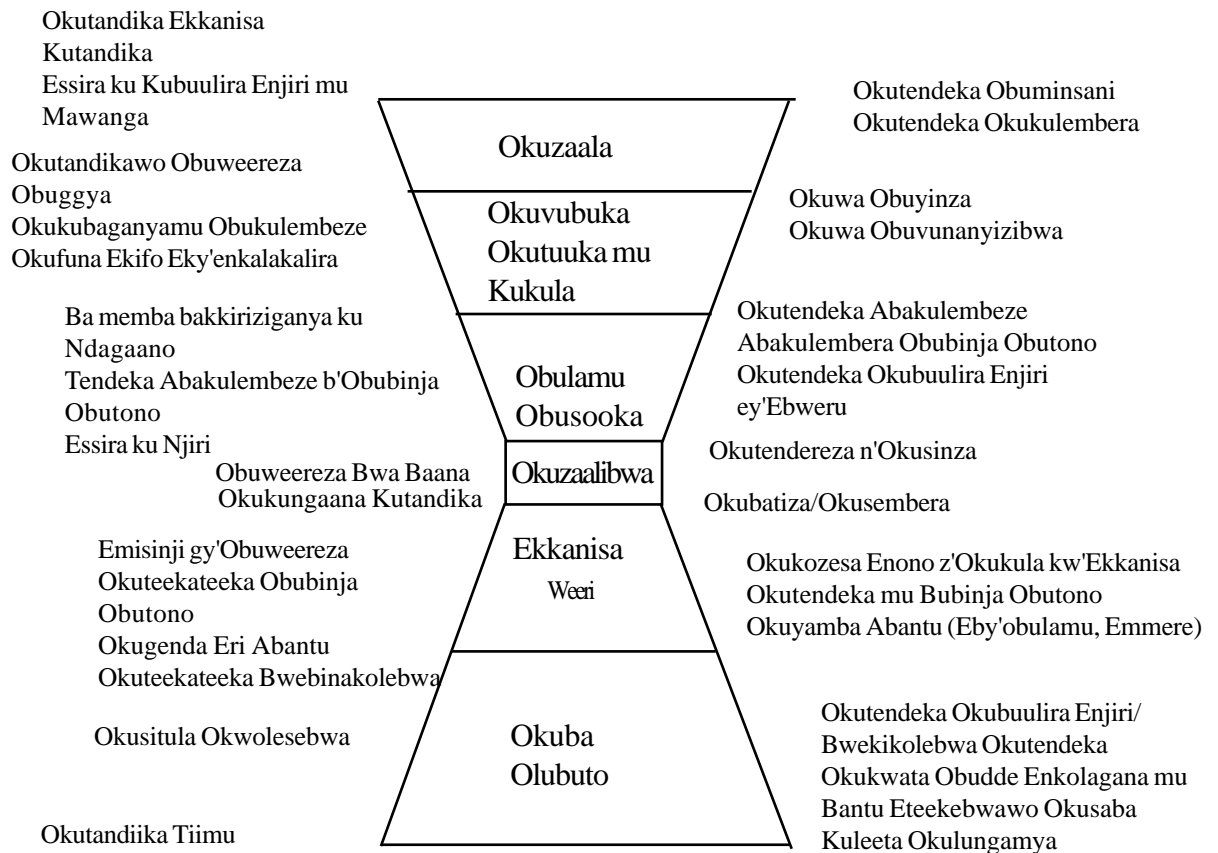 Okutandika Ekkanisa
Kutandika
Essira ku Kubuulira Enjiri mu
Mawanga
Okutandikawo Obuweereza
Obuggya
Okukubaganyamu Obukulembeze
Okufuna Ekifo Eky'enkalakalira
Ba memba bakkiriziganya ku
Ndagaano
Tendeka Abakulembeze b'Obubinja
Obutono
Essira ku Njiri
Obuweereza Bwa Baana
Okukungaana Kutandika
Emisinji gy'Obuweereza
Okuteekateeka Obubinja
Obutono
Okugenda Eri Abantu
Okuteekateeka Bwebinakolebwa
Okusitula Okwolesebwa
Okutandiika Tiimu
Okuzaala
Okuvubuka
Okutuuka mu
Kukula
Obulamu
Obusooka
Okuzaalibwa
Ekkanisa
Weeri
Okuba
Olubuto
Okutendeka Obuminsani
Okutendeka Okukulembera
Okuwa Obuyinza
Okuwa Obuvunanyizibwa
Okutendeka Abakulembeze
Abakulembera Obubinja Obutono
Okutendeka Okubuulira Enjiri
ey'Ebweru
Okutendereza n'Okusinza
Okubatiza/Okusembera
Okukozesa Enono z'Okukula kw'Ekkanisa
Okutendeka mu Bubinja Obutono
Okuyamba Abantu (Eby'obulamu, Emmere)
Okutendeka Okubuulira Enjiri/
Bwekikolebwa Okutendeka
Okukwata Obudde Enkolagana mu
Bantu Eteekebwawo Okusaba
Kuleeta Okulungamya